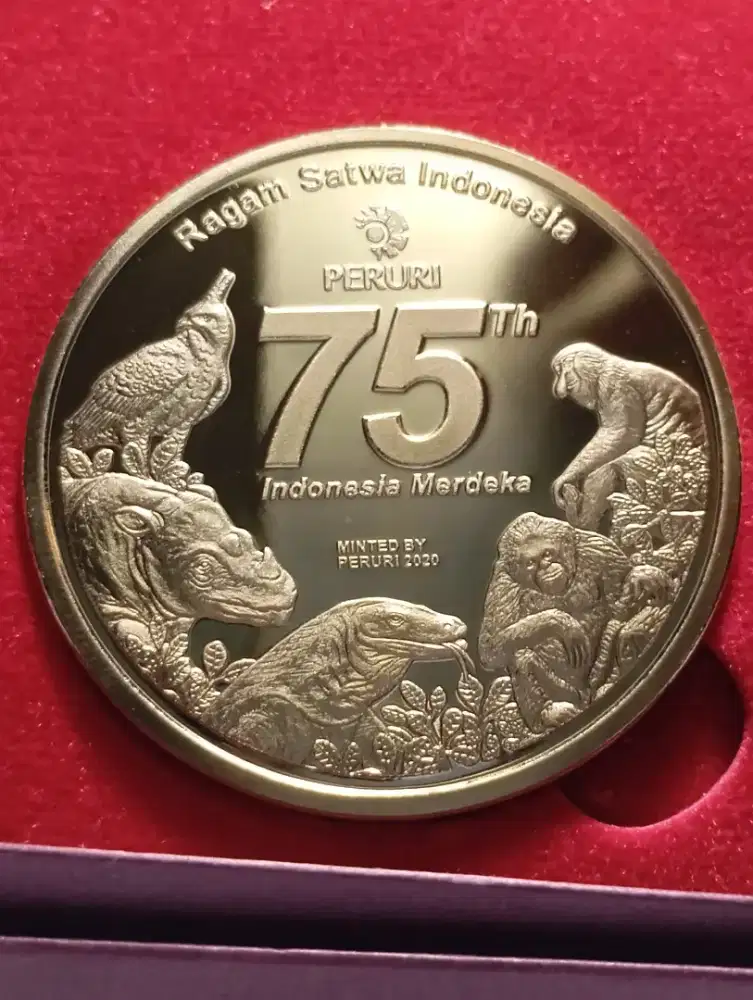 Ragam Satwa Indonesia
PERURI
75Th
Indonesia Merdeka
MINTED BY
PERURI 2020